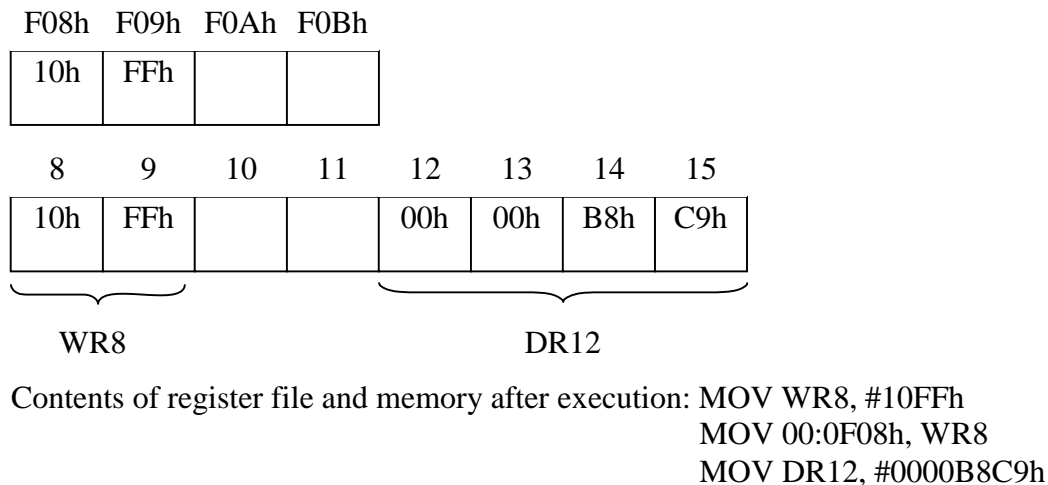 F08h F09h F0Ah F0Bh
10h FFh
8 9 10 11 12 13 14 15
10h FFh 00h 00h B8h C9h
WR8 DR12
Contents of register file and memory after execution: MOV WR8, #10FFh
MOV 00:0F08h, WR8
MOV DR12, #0000B8C9h